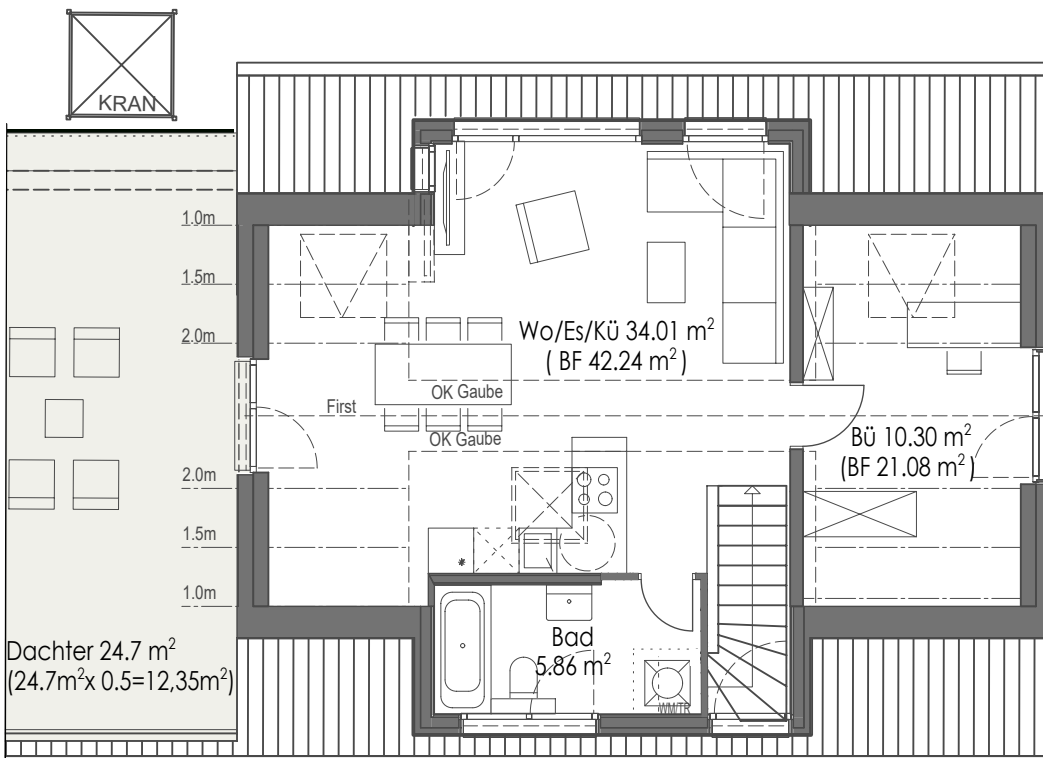 KRAN
1.0m
1.5m
2.0m
Wo/Es/Kü 34.01 m²
( BF 42.24 m²)
OK Gaube
First
OK Gaube
Bü 10.30 m²
(BF 21.08 m²)
2.0m
1.5m
1.0m
*
Bad
5.86 m²
Dachter 24.7 m²
(24.7m²x 0.5=12,35m²)
WM/TR